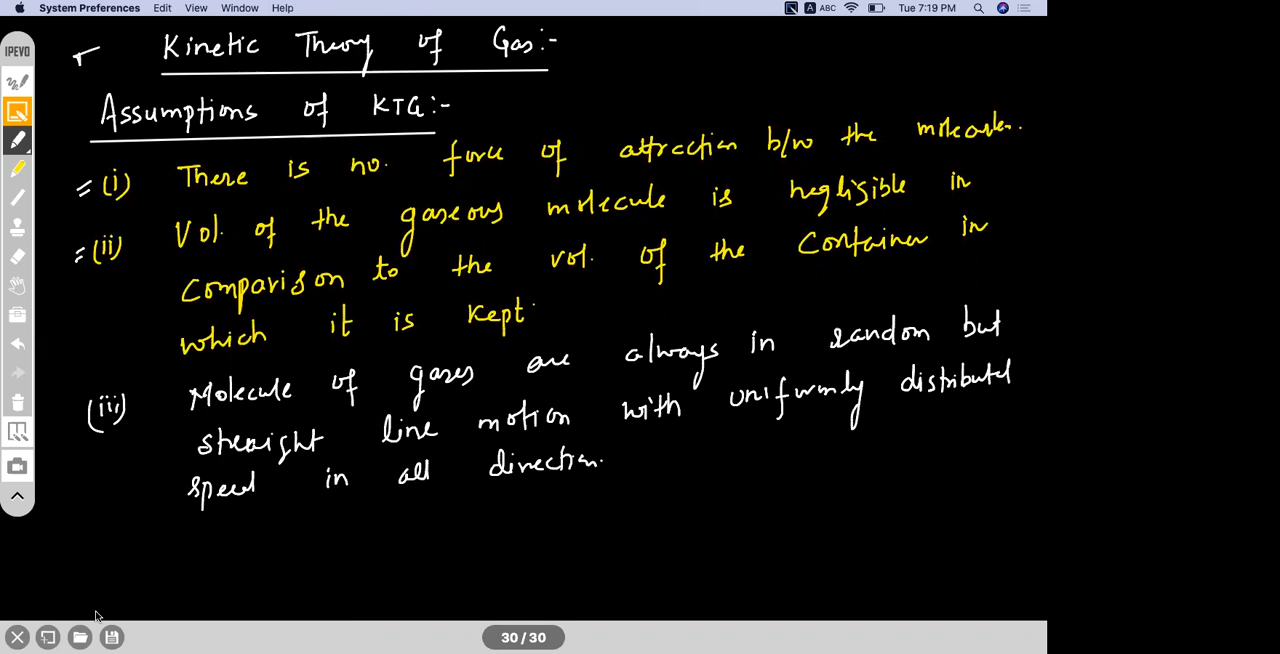 System Preferences Edit View Window Help A ABC Tue 7:19 PM
IPEVO
Kinetic Theory of Gas:-
Assumptions of KTG:-
(i) There is no. force of attraction b/w the molecules.
(ii) Vol. of the gaseous molecule is negligible in
comparison to the vol. of the container in
which it is kept.
(iii) Molecule of gases are always in random but
straight line motion with uniformly distributed
speed in all direction.
30 / 30